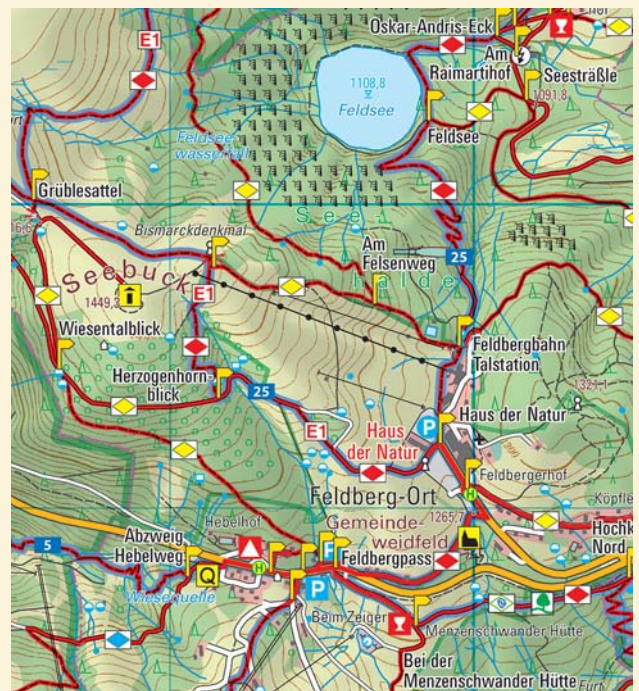 Oskar-Andris-Eck
E1
Am
Raimartihof
Seesträßle
1091,8
1108,8
Feldsee
Feldsee
Feldsee-
wasserfall
Grüblesattel
Bismarckdenkmal
See
Am
Felsenweg
25
halde
Seebuck
E1
1449,3
Wiesentalblick
Herzogenhorn-
blick
25
Feldbergbahn
Talstation
1321,1
E1
Haus
der Natur
P
Haus der Natur
1300
Feldberg-Ort
H
Feldbergerhof
Gemeinde-
weidfeld
1265,7
Köpfle
Hochk
Nord
5
Abzweig
Hebelweg
Hebelhof
Q
H
P
Feldbergpass
Wiesequelle
P
Beim Zeiger
Menzenschwander Hütte
Bei der
Menzenschwander Hütte
Furt